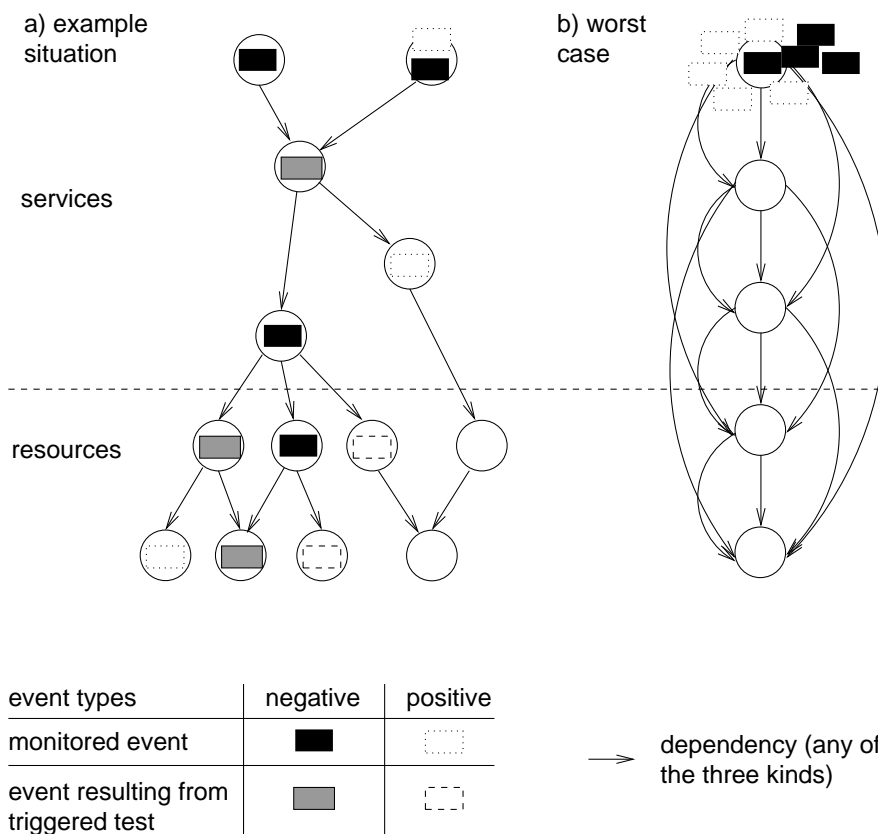 a) example
situation
b) worst
case
services
resources
event types negative positive
monitored event
event resulting from
triggered test
dependency (any of
the three kinds)